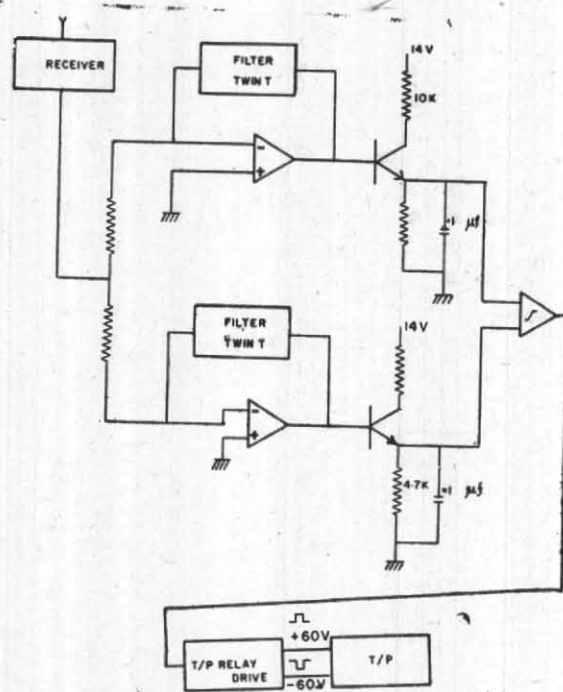 RECEIVER
FILTER
TWIN T
14V
10K
-
+
.1 μf
FILTER
TWIN T
14V
-
+
4.7K
.1 μf
+60V
T/P RELAY
DRIVE
T/P
-60V